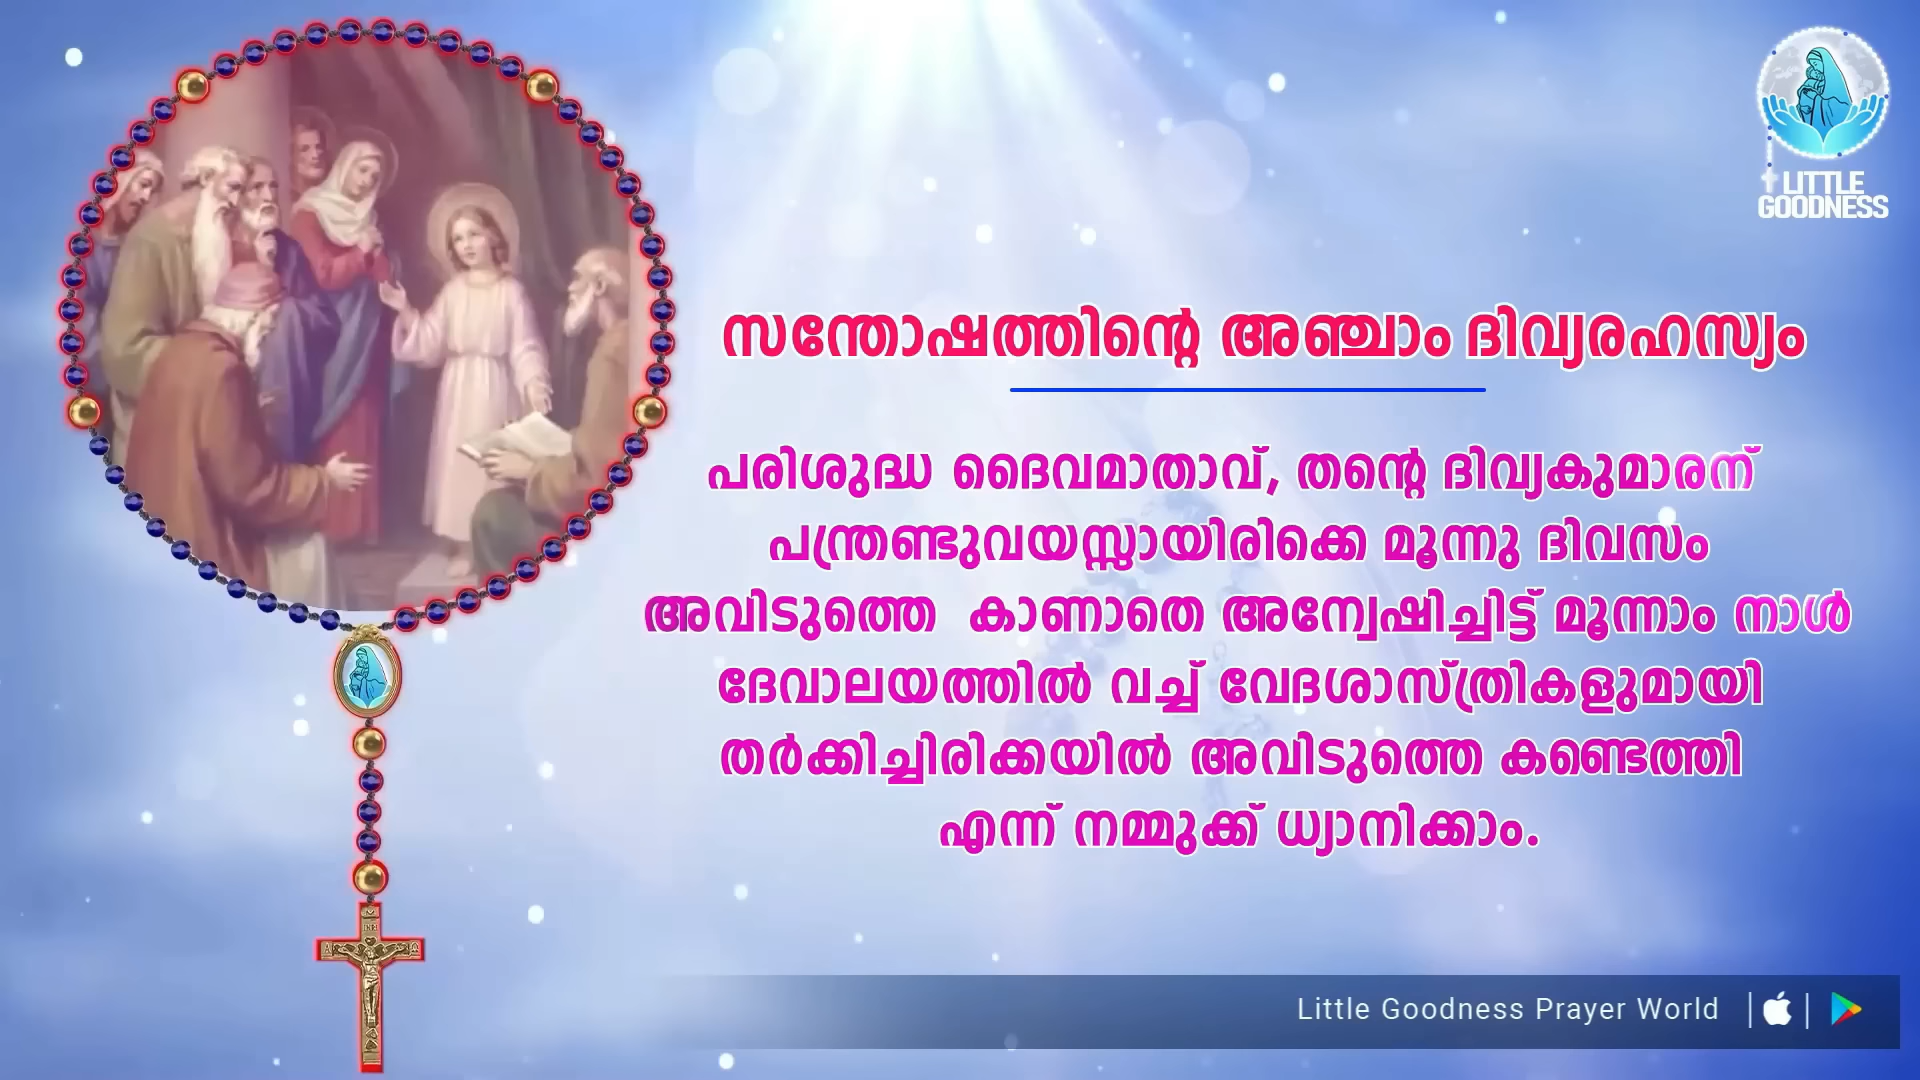 LITTLE
GOODNESS
സന്തോഷത്തിന്റെ അഞ്ചാം ദിവ്യരഹസ്യം
പരിശുദ്ധ ദൈവമാതാവ്, തന്റെ ദിവ്യകുമാരന്
പന്ത്രണ്ടുവയസ്സായിരിക്കെ മൂന്നു ദിവസം
അവിടുത്തെ കാണാതെ അന്വേഷിച്ചിട്ട് മൂന്നാം നാൾ
ദേവാലയത്തിൽ വച്ച് വേദശാസ്ത്രികളുമായി
തർക്കിച്ചിരിക്കയിൽ അവിടുത്തെ കണ്ടെത്തി
എന്ന് നമ്മുക്ക് ധ്യാനിക്കാം.
INRI
Little Goodness Prayer World